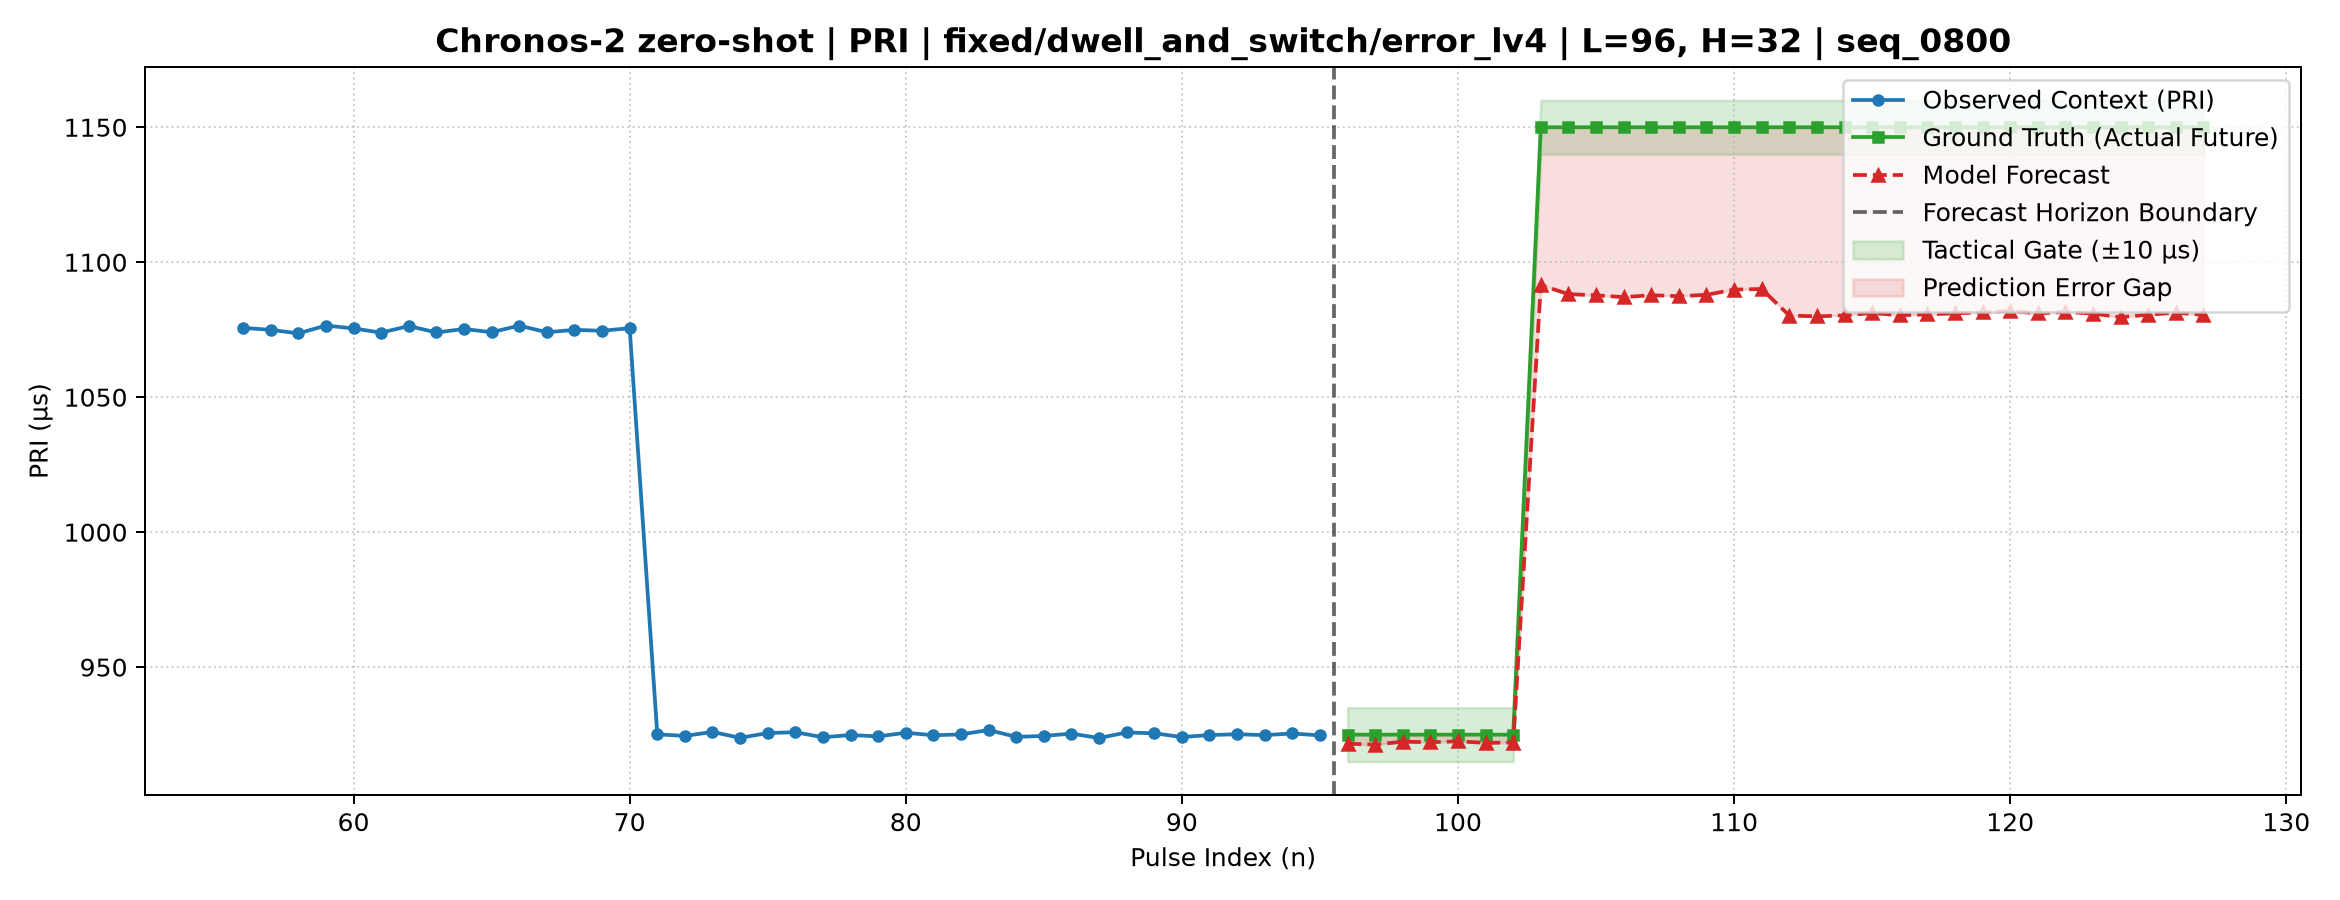 Chronos-2 zero-shot | PRI | fixed/dwell_and_switch/error_lv4 | L=96, H=32 | seq_0800
Observed Context (PRI)
Ground Truth (Actual Future)
Model Forecast
Forecast Horizon Boundary
Tactical Gate (±10 µs)
Prediction Error Gap
PRI (µs)
1150
1100
1050
1000
950
60 70 80 90 100 110 120 130
Pulse Index (n)